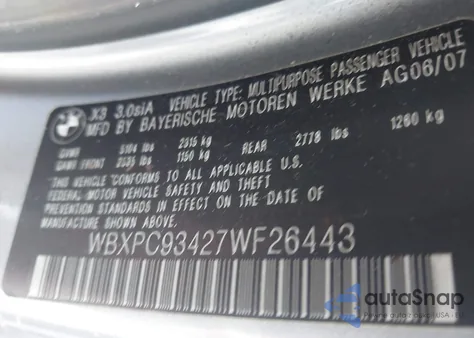 X3 3.0siA VEHICLE TYPE: MULTIPURPOSE PASSENGER VEHICLE
MFD BY BAYERISCHE MOTOREN WERKE AG 06/07
GVWR 5104 lbs 2315 kg
GAWR FRONT 2535 lbs 1150 kg REAR 2778 lbs 1260 kg
THIS VEHICLE CONFORMS TO ALL APPLICABLE U.S.
FEDERAL MOTOR VEHICLE SAFETY AND THEFT
PREVENTION STANDARDS IN EFFECT ON THE DATE OF
MANUFACTURE SHOWN ABOVE.
WBXPC93427WF26443
autoSnap